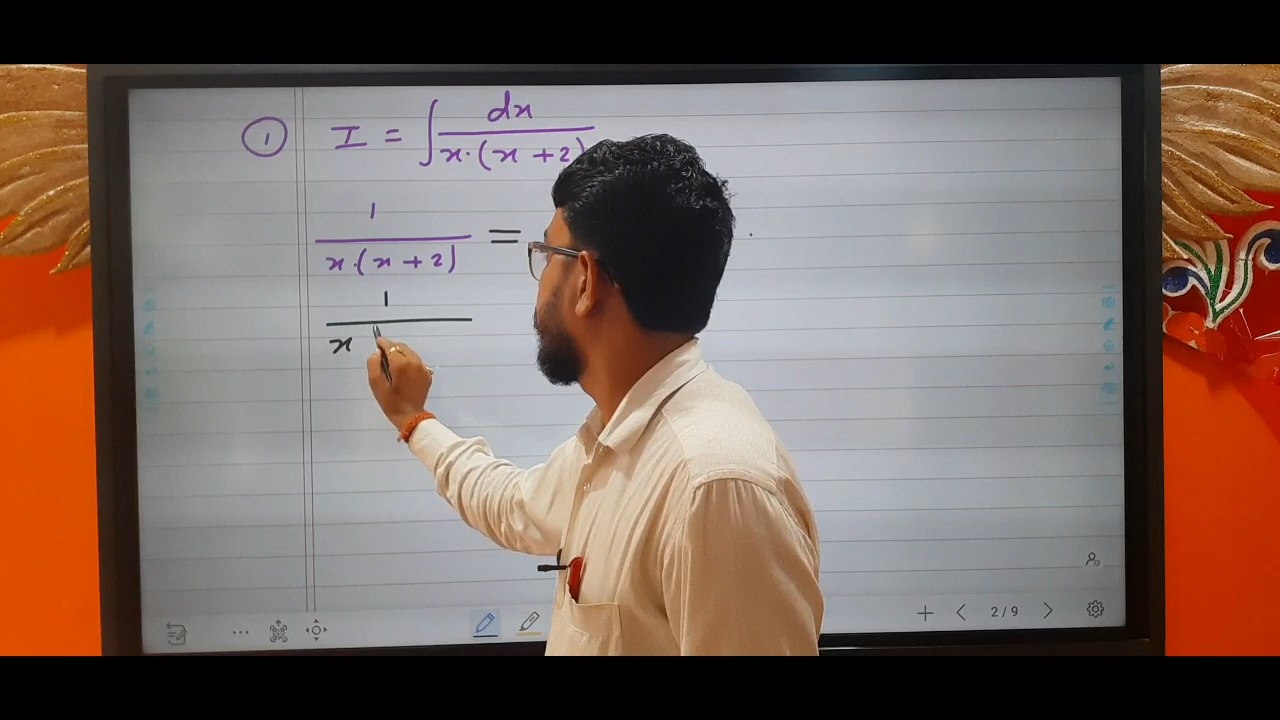 ① I = ∫ dx / x·(x + 2)
1 / x·(x + 2) =
1 / x
2/9